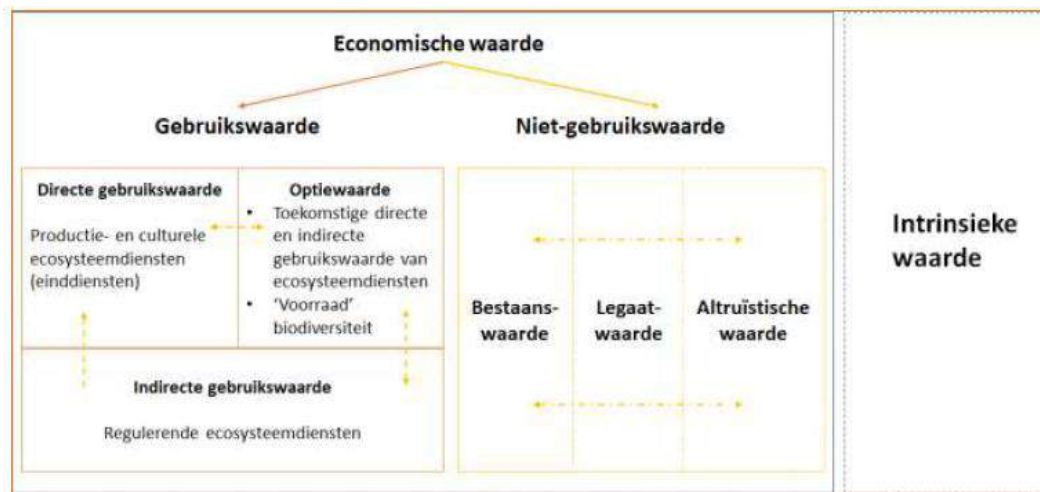 Economische waarde
Gebruikswaarde
Niet-gebruikswaarde
Directe gebruikswaarde
Productie- en culturele
ecosysteemdiensten
(einddiensten)
Optiewaarde
• Toekomstige directe
en indirecte
gebruikswaarde van
ecosysteemdiensten
• ‘Voorraad’
biodiversiteit
Indirecte gebruikswaarde
Regulerende ecosysteemdiensten
Bestaans-
waarde
Legaat-
waarde
Altruïstische
waarde
Intrinsieke
waarde